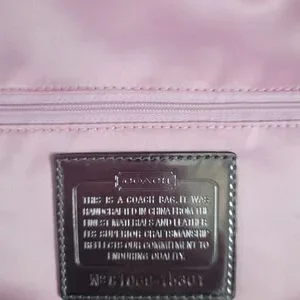 COACH
THIS IS A COACH BAG. IT WAS
HANDCRAFTED IN CHINA FROM THE
FINEST MATERIALS AND LEATHER
ITS SUPERIOR CRAFTSMANSHIP
REFLECTS OUR COMMITMENT TO
ENDURING QUALITY.